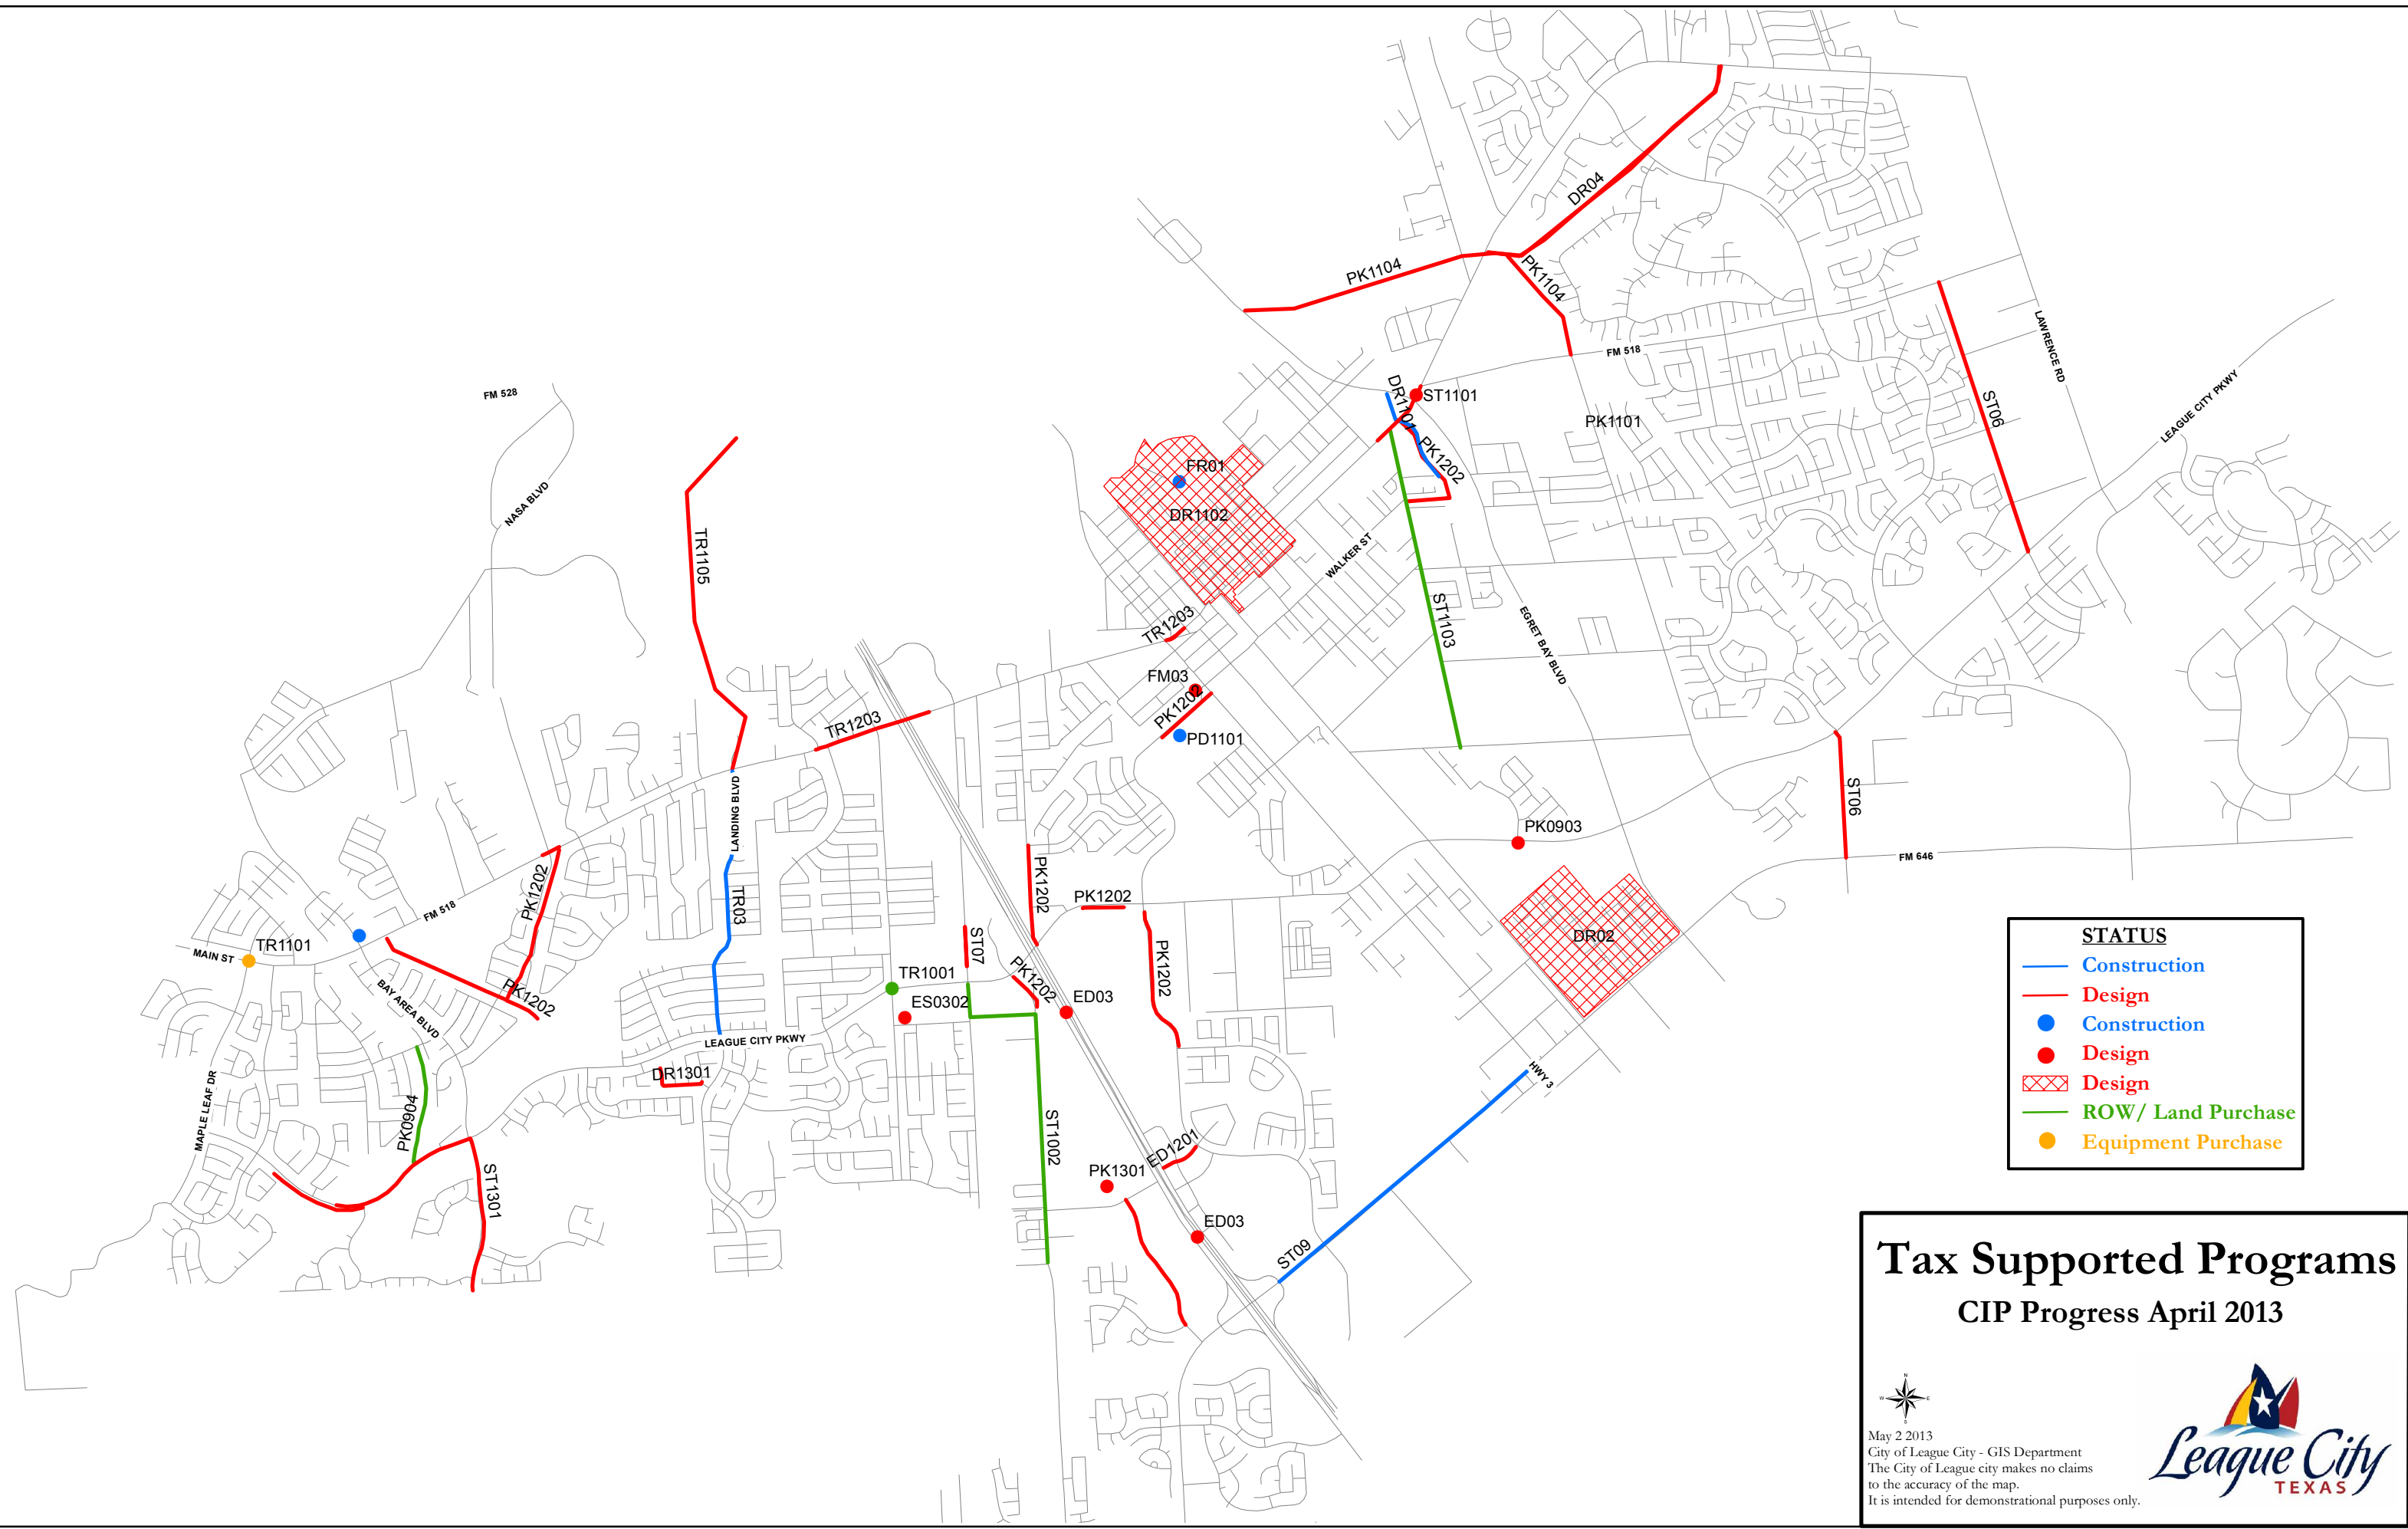 DR04
PK1104
PK1104
FM 518
LAWRENCE RD
LEAGUE CITY PKWY
ST06
FM 528
NASA BLVD
DR1101
ST1101
PK1101
PK1202
FR01
DR1102
WALKER ST
TR1105
ST1103
EGRET BAY BLVD
TR1203
FM03
PK1202
PD1101
TR1203
LANDING BLVD
ST06
PK0903
FM 646
PK1202
TR03
PK1202
PK1202
FM 518
MAIN ST
TR1101
ST07
PK1202
DR02
BAY AREA BLVD
PK1202
TR1001
ES0302
PK1202
ED03
LEAGUE CITY PKWY
DR1301
HWY 3
MAPLE LEAF DR
PK0904
ST1002
ED1201
PK1301
ST1301
ED03
ST09
STATUS
Construction
Design
Construction
Design
Design
ROW/ Land Purchase
Equipment Purchase
Tax Supported Programs
CIP Progress April 2013
N
W E
S
May 2 2013
City of League City - GIS Department
The City of League city makes no claims
to the accuracy of the map.
It is intended for demonstrational purposes only.
League City
TEXAS